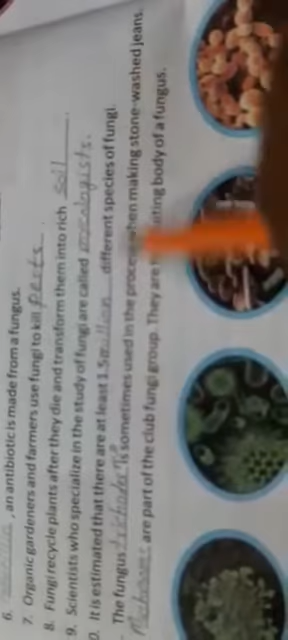 6. , an antibiotic is made from a fungus.
7. Organic gardeners and farmers use fungi to kill pests.
8. Fungi recycle plants after they die and transform them into rich soil.
9. Scientists who specialize in the study of fungi are called
0. It is estimated that there are at least 1.5 million different species of fungi.
The fungus is sometimes used in the process when making stone-washed jeans.
Mushrooms are part of the club fungi group. They are body of a fungus.